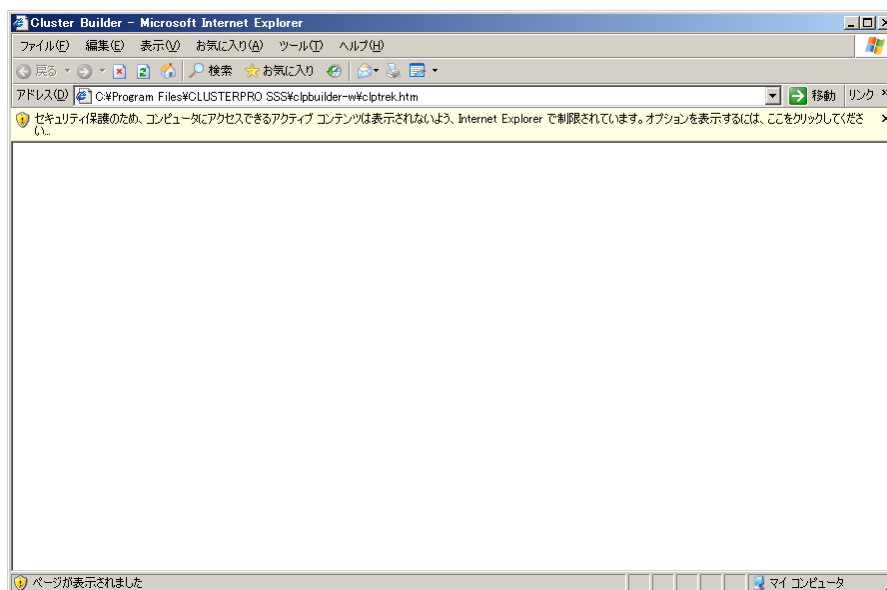 Cluster Builder - Microsoft Internet Explorer
ファイル(F) 編集(E) 表示(V) お気に入り(A) ツール(T) ヘルプ(H)
戻る 検索 お気に入り
アドレス(D) C:¥Program Files¥CLUSTERPRO SSS¥clpbuilder-w¥clptrek.htm 移動 リンク »
セキュリティ保護のため、コンピュータにアクセスできるアクティブ コンテンツは表示されないよう、Internet Explorer で制限されています。オプションを表示するには、ここをクリックしてくださ
い...
ページが表示されました マイ コンピュータ